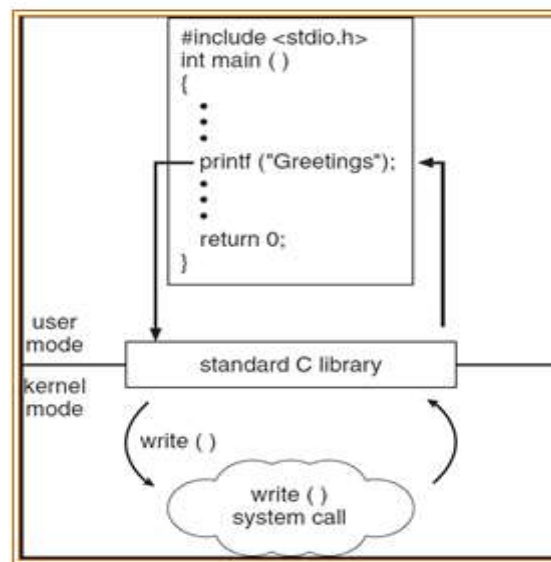 #include <stdio.h>
int main ( )
{
•
•
•
printf ("Greetings");
•
•
•
return 0;
}
user
mode
standard C library
kernel
mode
write ( )
write ( )
system call